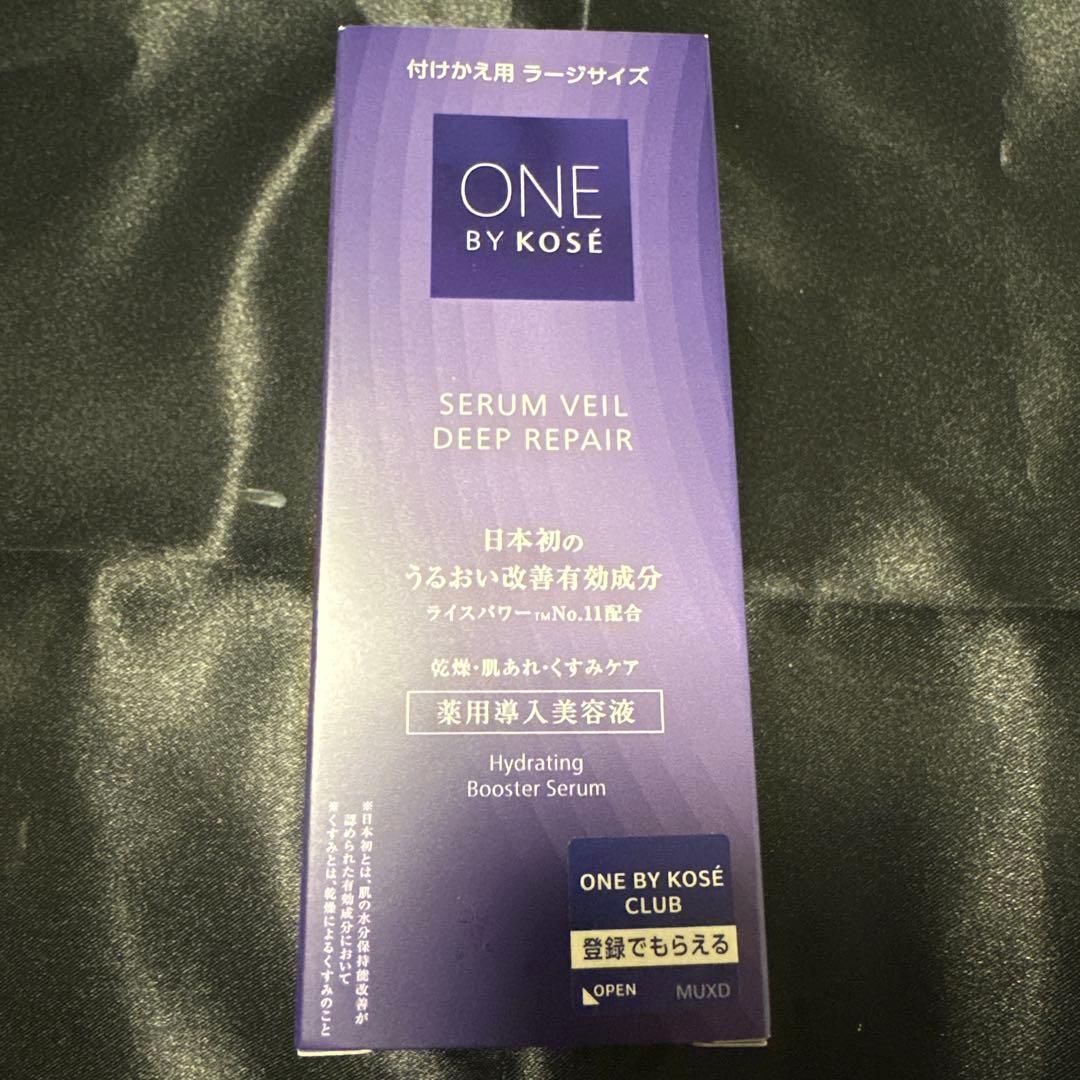 付けかえ用 ラージサイズ
ONE
BY KOSÉ
SERUM VEIL
DEEP REPAIR
日本初の
うるおい改善有効成分
ライスパワー™No.11配合
乾燥・肌あれ・くすみケア
薬用導入美容液
Hydrating
Booster Serum
※日本初とは、肌の水分保持能改善が
認められた有効成分において
※くすみとは、乾燥によるくすみのこと
ONE BY KOSÉ
CLUB
登録でもらえる
OPEN
MUXD